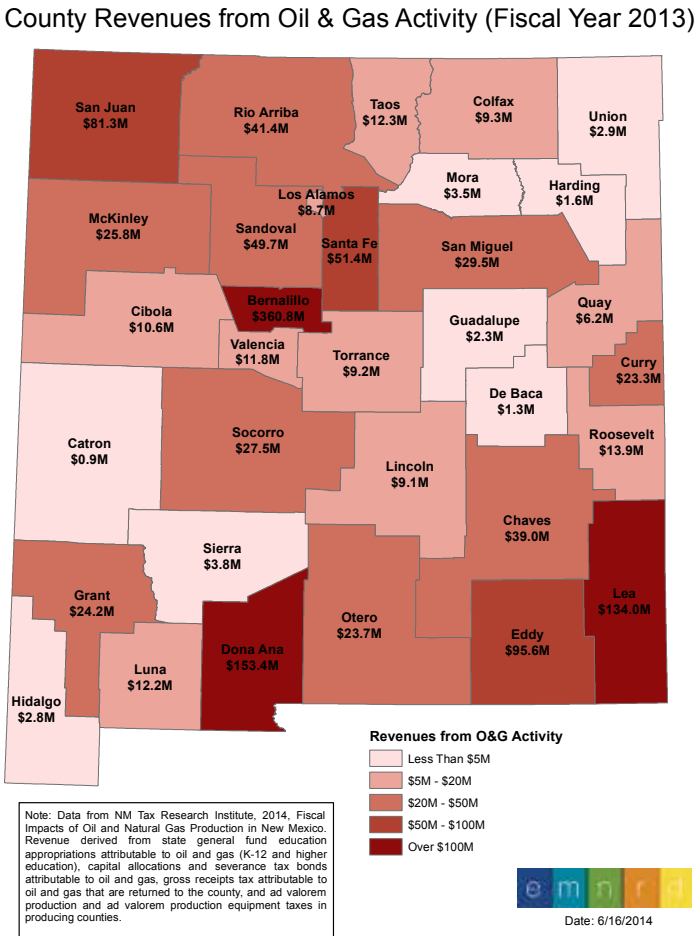 County Revenues from Oil & Gas Activity (Fiscal Year 2013)
San Juan
$81.3M
Rio Arriba
$41.4M
Taos
$12.3M
Colfax
$9.3M
Union
$2.9M
Mora
$3.5M
Harding
$1.6M
Los Alamos
$8.7M
McKinley
$25.8M
Sandoval
$49.7M
Santa Fe
$51.4M
San Miguel
$29.5M
Cibola
$10.6M
Bernalillo
$360.8M
Quay
$6.2M
Guadalupe
$2.3M
Valencia
$11.8M
Torrance
$9.2M
Curry
$23.3M
De Baca
$1.3M
Catron
$0.9M
Socorro
$27.5M
Roosevelt
$13.9M
Lincoln
$9.1M
Chaves
$39.0M
Sierra
$3.8M
Grant
$24.2M
Lea
$134.0M
Otero
$23.7M
Eddy
$95.6M
Dona Ana
$153.4M
Luna
$12.2M
Hidalgo
$2.8M
Revenues from O&G Activity
Less Than $5M
$5M - $20M
$20M - $50M
$50M - $100M
Over $100M
Note: Data from NM Tax Research Institute, 2014, Fiscal
Impacts of Oil and Natural Gas Production in New Mexico.
Revenue derived from state general fund education
appropriations attributable to oil and gas (K-12 and higher
education), capital allocations and severance tax bonds
attributable to oil and gas, gross receipts tax attributable to
oil and gas that are returned to the county, and ad valorem
production and ad valorem production equipment taxes in
producing counties.
emnrd
Date: 6/16/2014